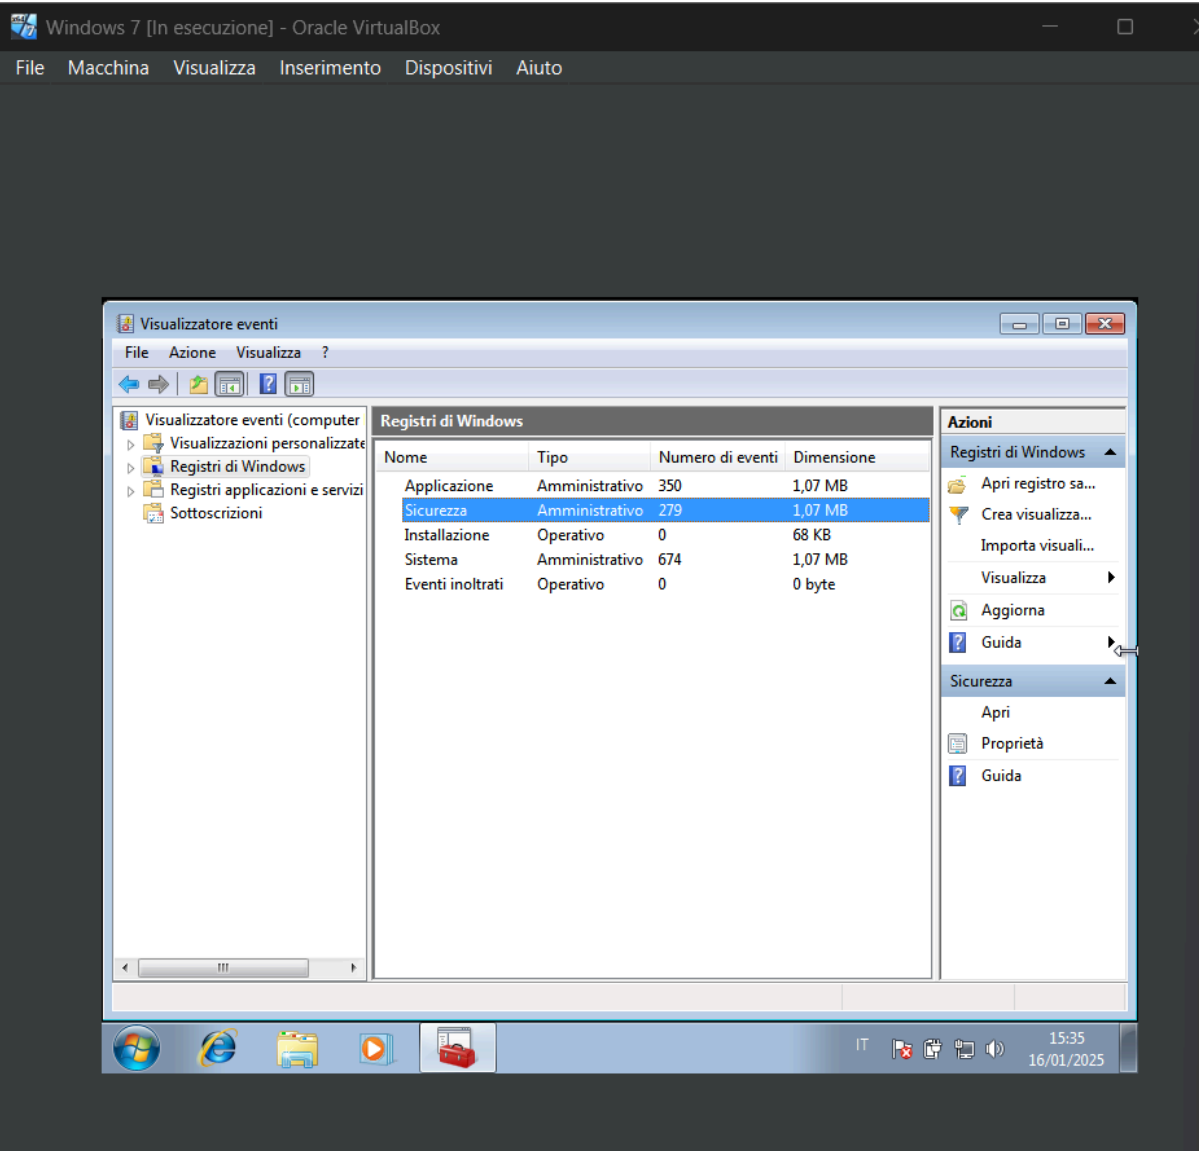 Windows 7 [In esecuzione] - Oracle VirtualBox
File Macchina Visualizza Inserimento Dispositivi Aiuto
Visualizzatore eventi
File Azione Visualizza ?
Visualizzatore eventi (computer
Visualizzazioni personalizzate
Registri di Windows
Registri applicazioni e servizi
Sottoscrizioni
Registri di Windows
Nome Tipo Numero di eventi Dimensione
Applicazione Amministrativo 350 1,07 MB
Sicurezza Amministrativo 279 1,07 MB
Installazione Operativo 0 68 KB
Sistema Amministrativo 674 1,07 MB
Eventi inoltrati Operativo 0 0 byte
Azioni
Registri di Windows
Apri registro sa...
Crea visualizza...
Importa visuali...
Visualizza
Aggiorna
Guida
Sicurezza
Apri
Proprietà
Guida
IT
15:35
16/01/2025